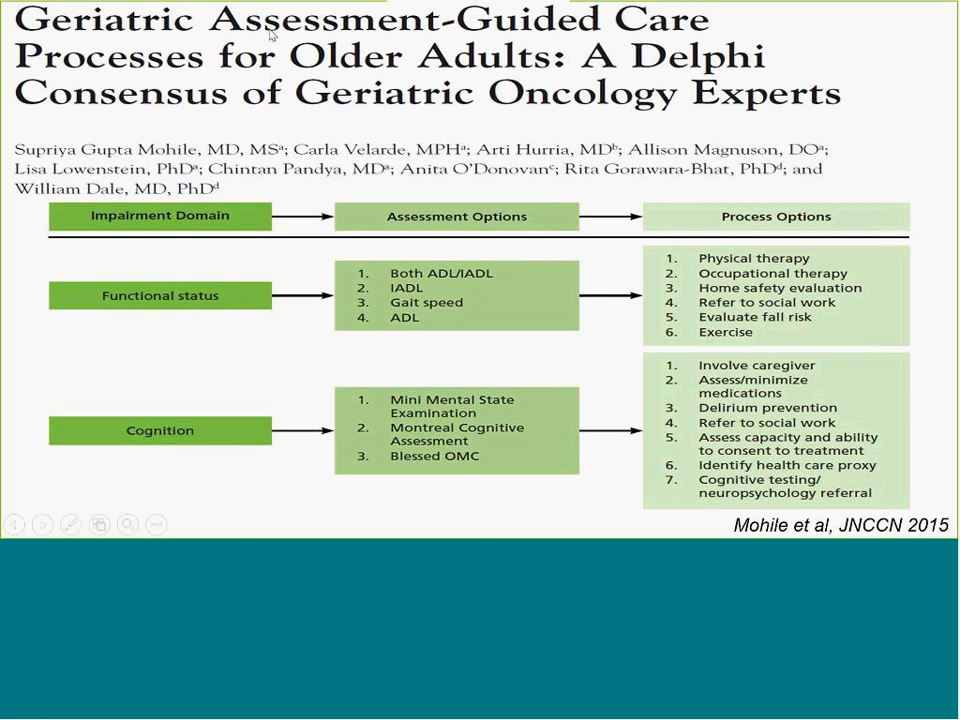 Geriatric Assessment-Guided Care
Processes for Older Adults: A Delphi
Consensus of Geriatric Oncology Experts
Supriya Gupta Mohile, MD, MSᵃ; Carla Velarde, MPHᵃ; Arti Hurria, MDᵇ; Allison Magnuson, DOᵃ;
Lisa Lowenstein, PhDᵃ; Chintan Pandya, MDᵃ; Anita O’Donovanᶜ; Rita Gorawara-Bhat, PhDᵈ; and
William Dale, MD, PhDᵈ
Impairment Domain
Assessment Options
Process Options
Functional status
1. Both ADL/IADL
2. IADL
3. Gait speed
4. ADL
1. Physical therapy
2. Occupational therapy
3. Home safety evaluation
4. Refer to social work
5. Evaluate fall risk
6. Exercise
Cognition
1. Mini Mental State
Examination
2. Montreal Cognitive
Assessment
3. Blessed OMC
1. Involve caregiver
2. Assess/minimize
medications
3. Delirium prevention
4. Refer to social work
5. Assess capacity and ability
to consent to treatment
6. Identify health care proxy
7. Cognitive testing/
neuropsychology referral
Mohile et al, JNCCN 2015